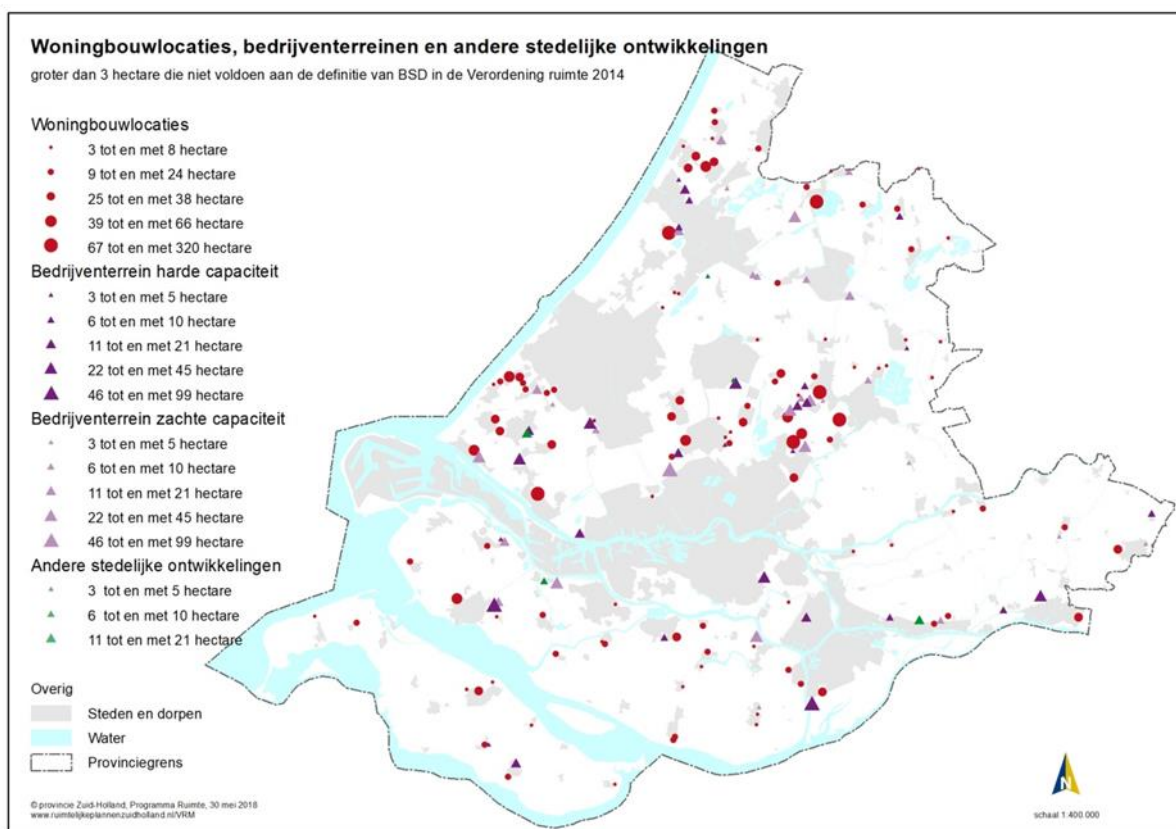 Woningbouwlocaties, bedrijventerreinen en andere stedelijke ontwikkelingen
groter dan 3 hectare die niet voldoen aan de definitie van BSD in de Verordening ruimte 2014
Woningbouwlocaties
3 tot en met 8 hectare
9 tot en met 24 hectare
25 tot en met 38 hectare
39 tot en met 66 hectare
67 tot en met 320 hectare
Bedrijventerrein harde capaciteit
3 tot en met 5 hectare
6 tot en met 10 hectare
11 tot en met 21 hectare
22 tot en met 45 hectare
46 tot en met 99 hectare
Bedrijventerrein zachte capaciteit
3 tot en met 5 hectare
6 tot en met 10 hectare
11 tot en met 21 hectare
22 tot en met 45 hectare
46 tot en met 99 hectare
Andere stedelijke ontwikkelingen
3 tot en met 5 hectare
6 tot en met 10 hectare
11 tot en met 21 hectare
Overig
Steden en dorpen
Water
Provinciegrens
© provincie Zuid-Holland, Programma Ruimte, 30 mei 2018
www.ruimtelijkeplannenzuidholland.nl/VRM
N
schaal 1:400.000